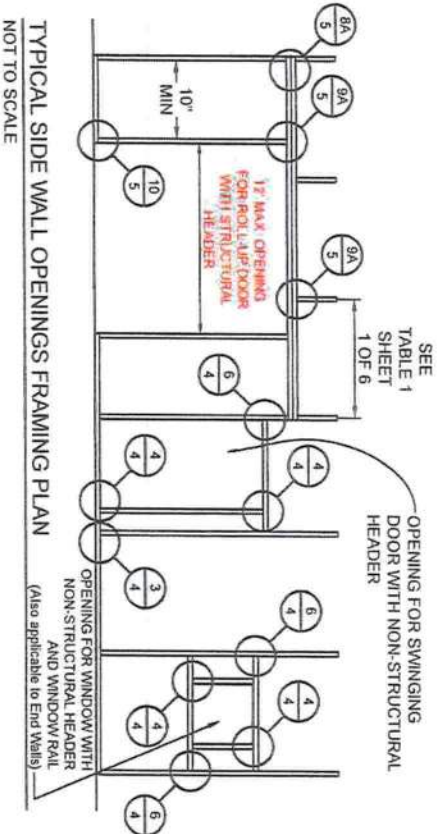 8A
5
9A
5
9A
5
SEE
TABLE 1
SHEET
1 OF 6
OPENING FOR SWINGING
DOOR WITH NON-STRUCTURAL
HEADER
10"
MIN
12' MAX. OPENING
FOR ROLL-UP DOOR
WITH STRUCTURAL
HEADER
6
4
4
4
6
4
4
4
10
5
4
4
3
4
4
4
6
4
OPENING FOR WINDOW WITH
NON-STRUCTURAL HEADER
AND WINDOW RAIL
(Also applicable to End Walls)
TYPICAL SIDE WALL OPENINGS FRAMING PLAN
NOT TO SCALE